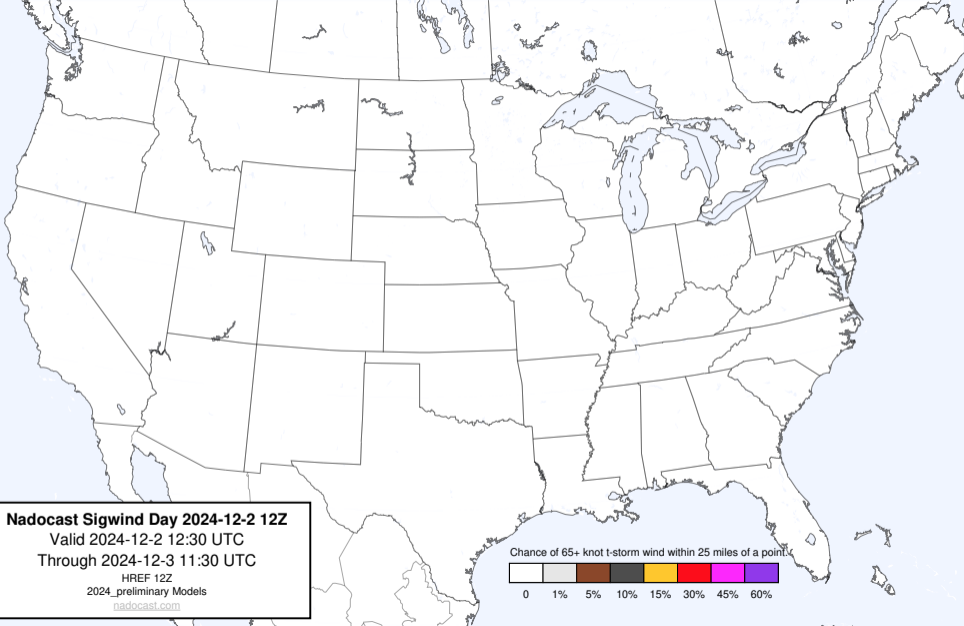 Nadocast Sigwind Day 2024-12-2 12Z
Valid 2024-12-2 12:30 UTC
Through 2024-12-3 11:30 UTC
HREF 12Z
2024_preliminary Models
nadocast.com
Chance of 65+ knot t-storm wind within 25 miles of a point.
0 1% 5% 10% 15% 30% 45% 60%